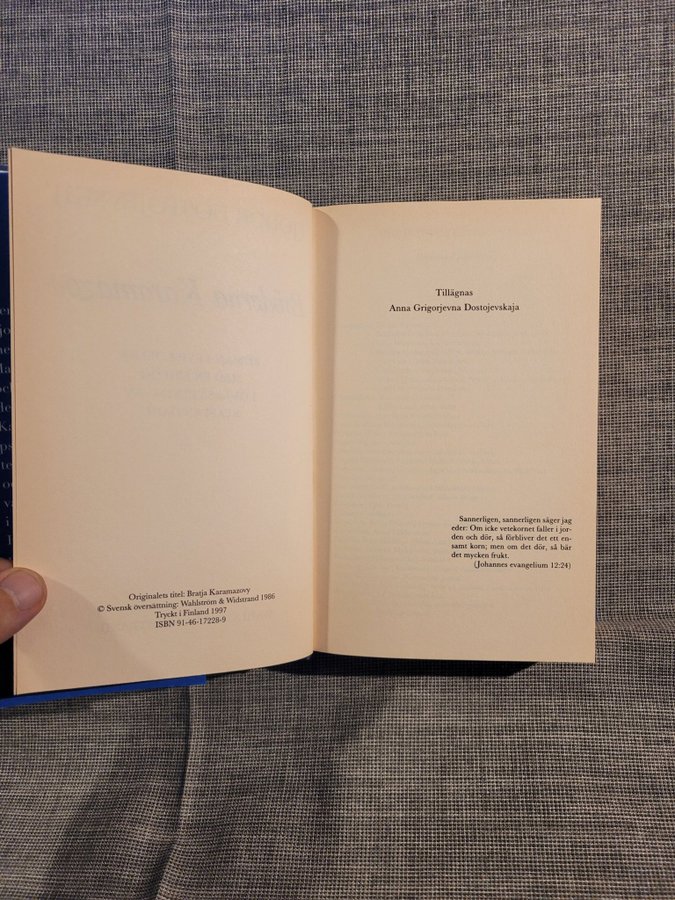 Originalets titel: Bratja Karamazovy
© Svensk översättning: Wahlström & Widstrand 1986
Tryckt i Finland 1997
ISBN 91-46-17228-9
Tillägnas
Anna Grigorjevna Dostojevskaja
Sannerligen, sannerligen säger jag
eder: Om icke vetekornet faller i jor-
den och dör, så förbliver det ett en-
samt korn; men om det dör, så bär
det mycken frukt.
(Johannes evangelium 12:24)